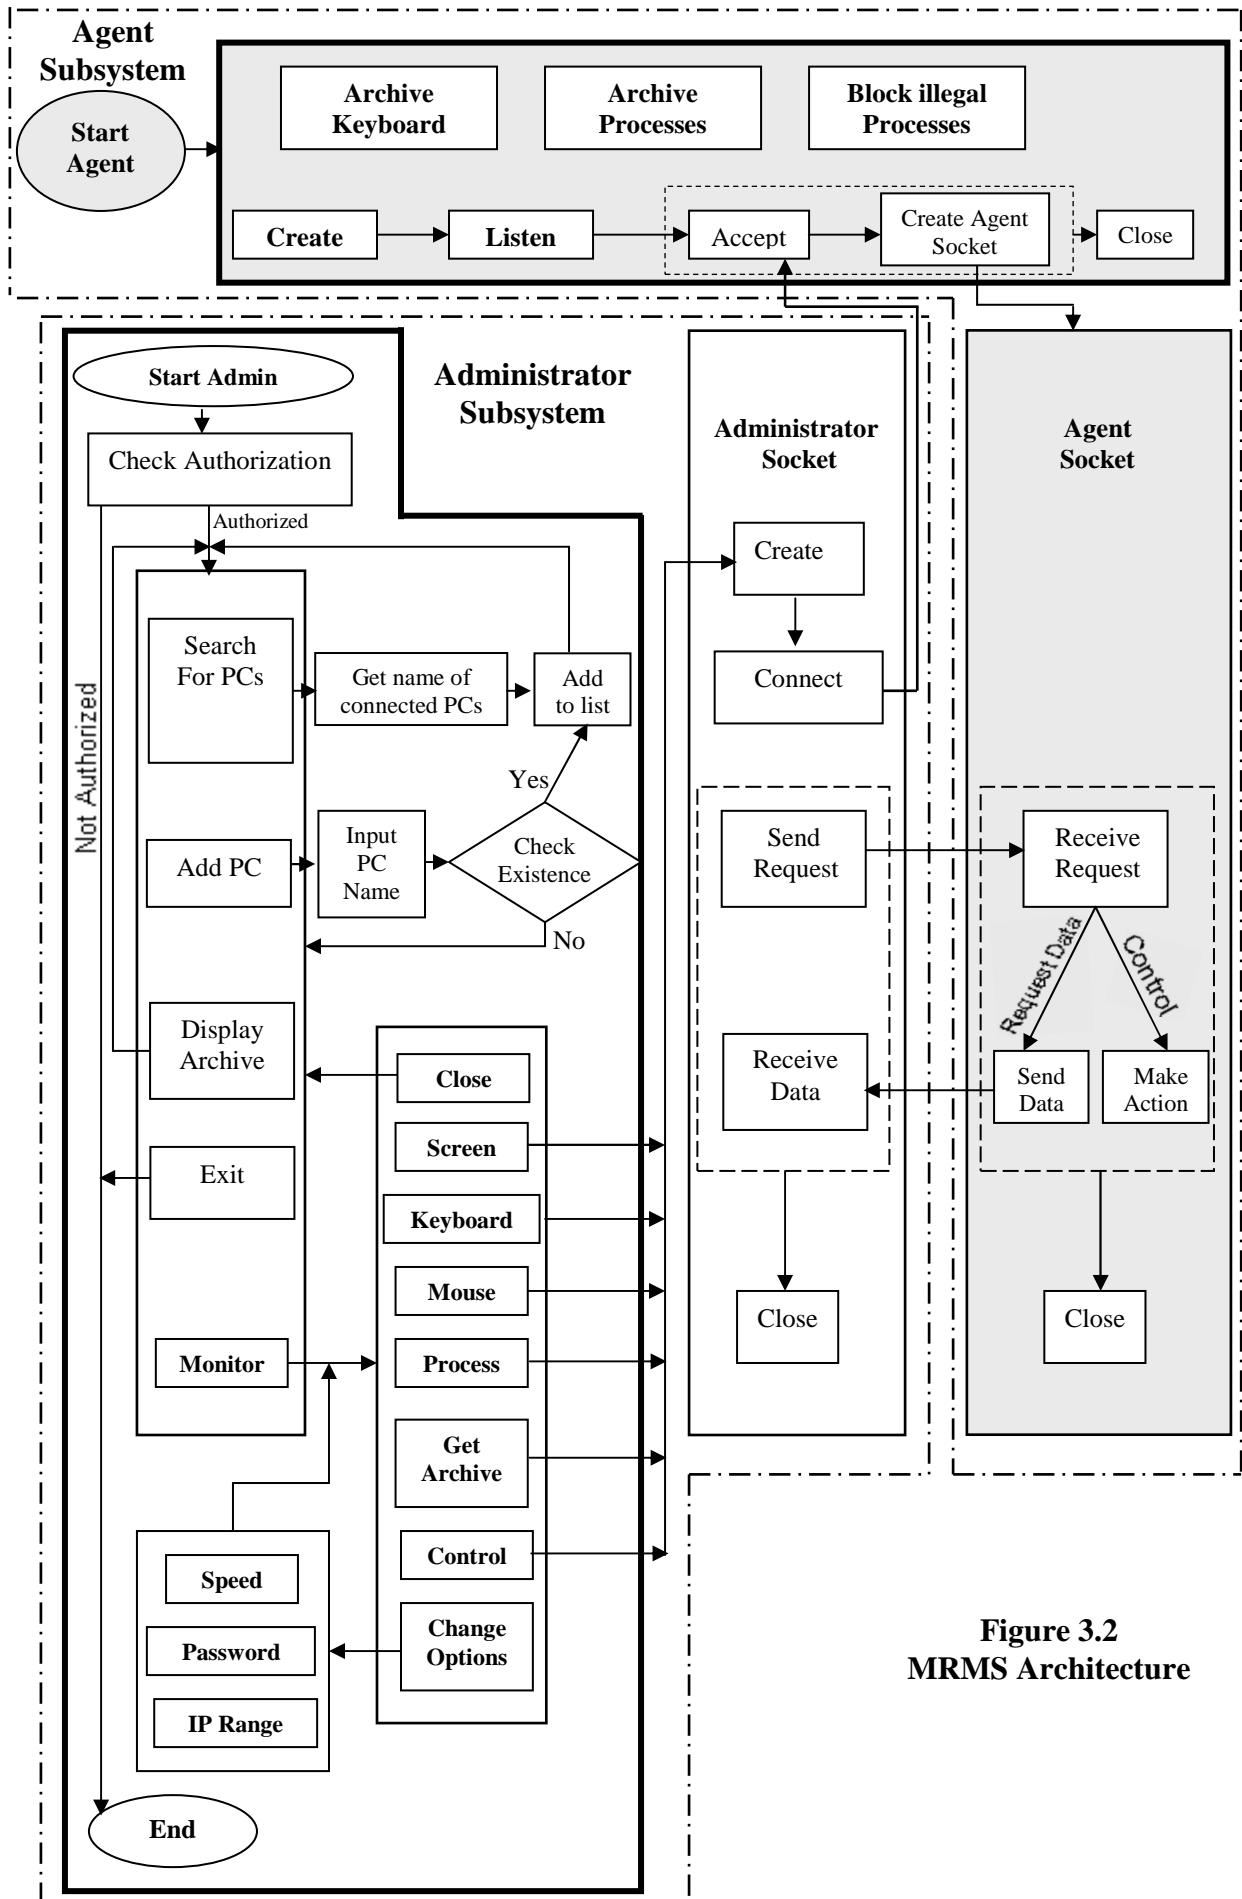 Agent
Subsystem
Start
Agent
Archive
Keyboard
Archive
Processes
Block illegal
Processes
Create
Listen
Accept
Create Agent
Socket
Close
Start Admin
Administrator
Subsystem
Check Authorization
Authorized
Not Authorized
Search
For PCs
Get name of
connected PCs
Add
to list
Yes
Add PC
Input
PC
Name
Check
Existence
No
Display
Archive
Exit
Monitor
Close
Screen
Keyboard
Mouse
Process
Get
Archive
Control
Change
Options
Speed
Password
IP Range
End
Administrator
Socket
Create
Connect
Send
Request
Receive
Data
Close
Agent
Socket
Receive
Request
Request Data
Control
Send
Data
Make
Action
Close
Figure 3.2
MRMS Architecture